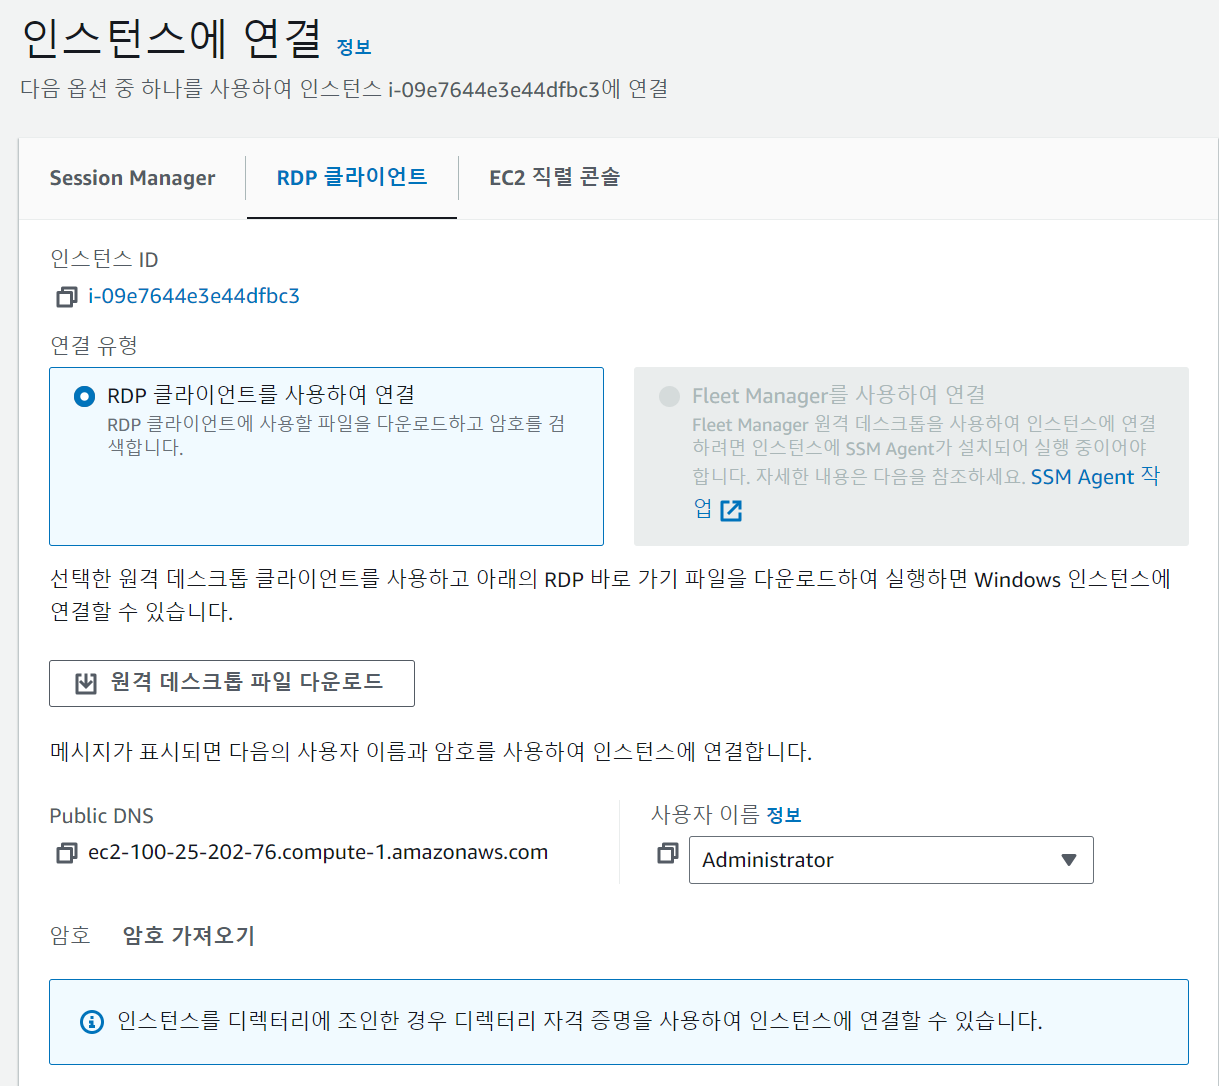 인스턴스에 연결 정보
다음 옵션 중 하나를 사용하여 인스턴스 i-09e7644e3e44dfbc3에 연결
Session Manager
RDP 클라이언트
EC2 직렬 콘솔
인스턴스 ID
i-09e7644e3e44dfbc3
연결 유형
RDP 클라이언트를 사용하여 연결
RDP 클라이언트에 사용할 파일을 다운로드하고 암호를 검
색합니다.
Fleet Manager를 사용하여 연결
Fleet Manager 원격 데스크톱을 사용하여 인스턴스에 연결
하려면 인스턴스에 SSM Agent가 설치되어 실행 중이어야
합니다. 자세한 내용은 다음을 참조하세요. SSM Agent 작
업
선택한 원격 데스크톱 클라이언트를 사용하고 아래의 RDP 바로 가기 파일을 다운로드하여 실행하면 Windows 인스턴스에
연결할 수 있습니다.
원격 데스크톱 파일 다운로드
메시지가 표시되면 다음의 사용자 이름과 암호를 사용하여 인스턴스에 연결합니다.
Public DNS
ec2-100-25-202-76.compute-1.amazonaws.com
사용자 이름 정보
Administrator
암호 암호 가져오기
인스턴스를 디렉터리에 조인한 경우 디렉터리 자격 증명을 사용하여 인스턴스에 연결할 수 있습니다.